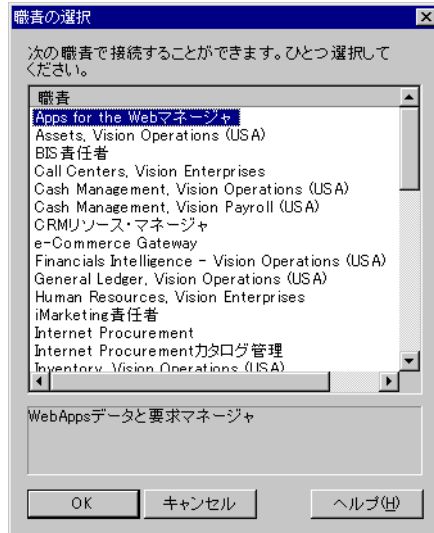 職責の選択
次の職責で接続することができます。ひとつ選択して
ください。
職責
Apps for the Webマネージャ
Assets, Vision Operations (USA)
BIS責任者
Call Centers, Vision Enterprises
Cash Management, Vision Operations (USA)
Cash Management, Vision Payroll (USA)
CRMリソース・マネージャ
e-Commerce Gateway
Financials Intelligence - Vision Operations (USA)
General Ledger, Vision Operations (USA)
Human Resources, Vision Enterprises
iMarketing責任者
Internet Procurement
Internet Procurementカタログ管理
Inventory, Vision Operations (USA)
WebAppsデータと要求マネージャ
OK キャンセル ヘルプ(H)